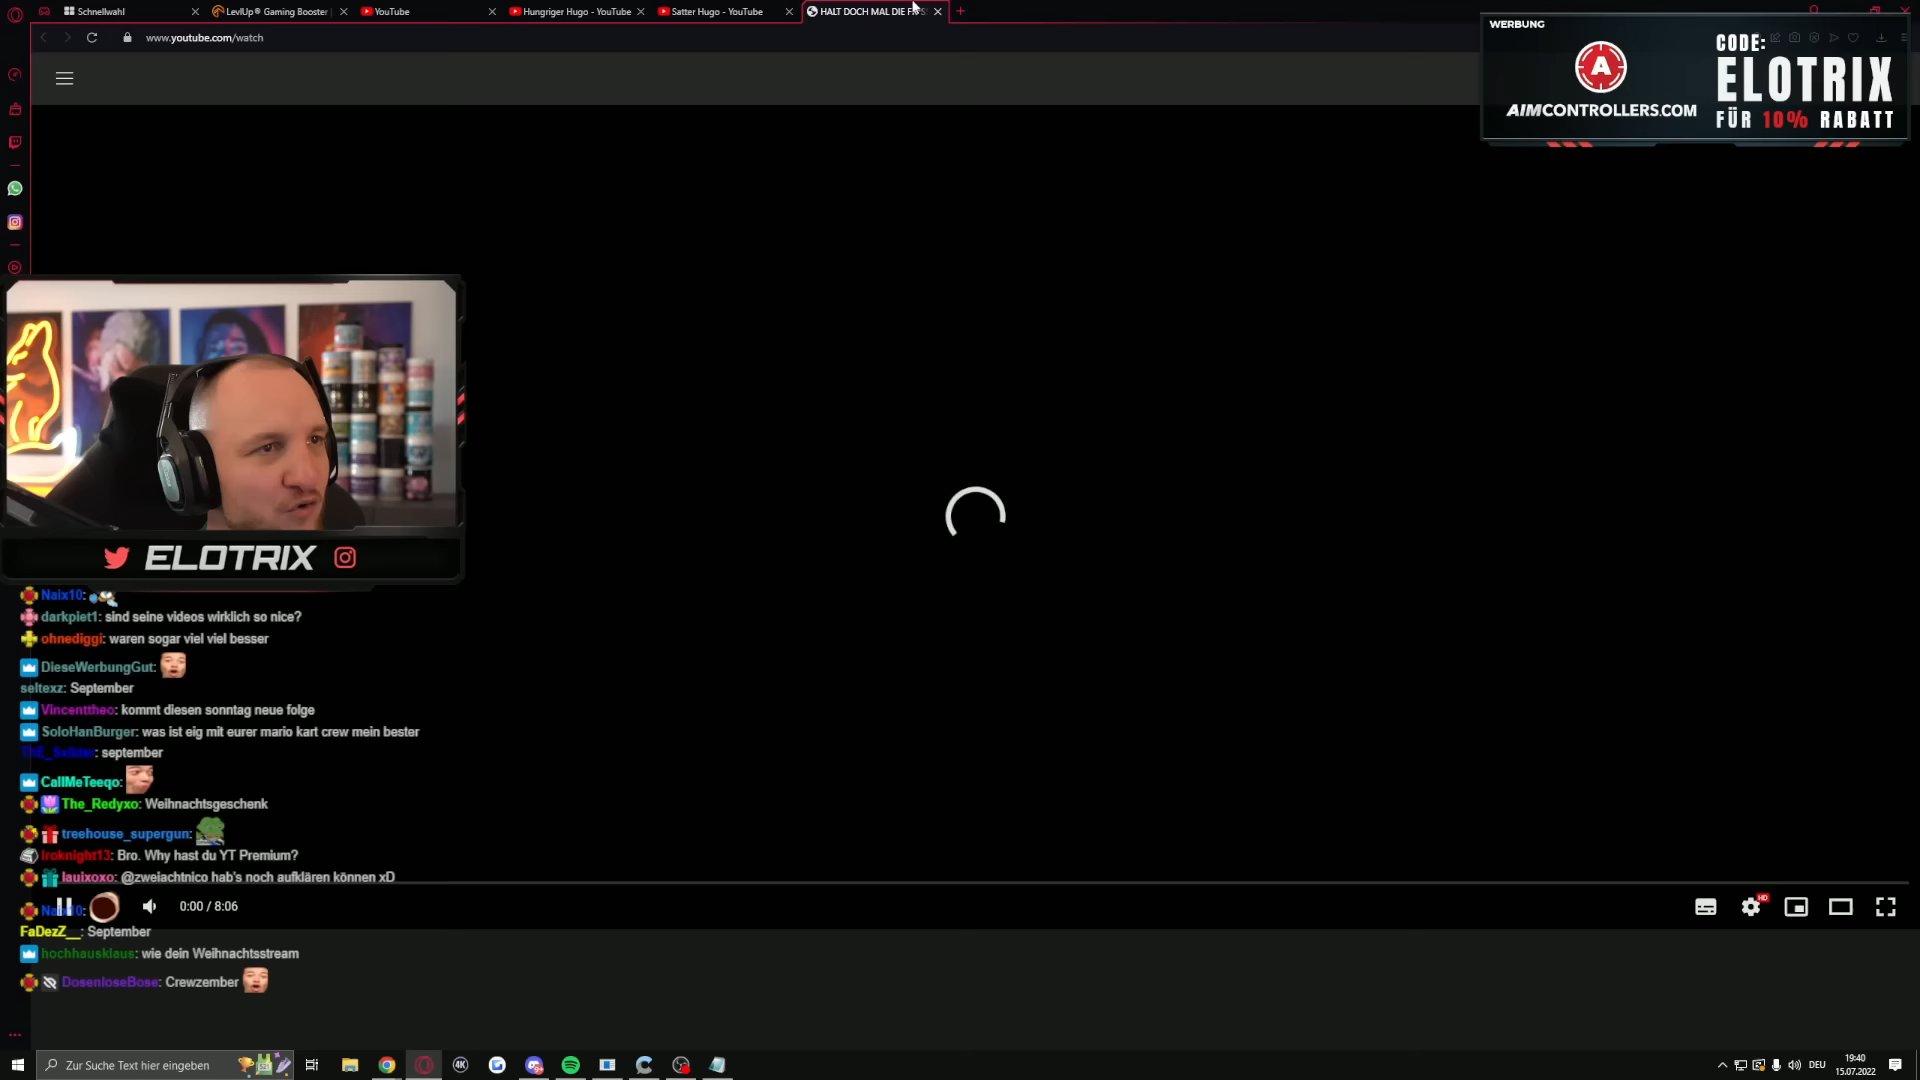 Schnellwahl
LevlUp® Gaming Booster
YouTube
Hungriger Hugo - YouTube
Satter Hugo - YouTube
HALT DOCH MAL DIE
www.youtube.com/watch
WERBUNG
A
AIMCONTROLLERS.COM
CODE:
ELOTRIX
FÜR 10% RABATT
ELOTRIX
Naix10:
darkpiet1: sind seine videos wirklich so nice?
ohnediggi: waren sogar viel viel besser
DieseWerbungGut:
seltexz: September
Vincenttheo: kommt diesen sonntag neue folge
SoloHanBurger: was ist eig mit eurer mario kart crew mein bester
: september
CallMeTeeqo:
The_Redyxo: Weihnachtsgeschenk
treehouse_supergun:
Iroknight13: Bro. Why hast du YT Premium?
lauixoxo: @zweiachtnico hab's noch aufklären können xD
0:00 / 8:06
HD
FaDezZ__: September
hochhausklaus: wie dein Weihnachtsstream
DosenloseBose: Crewzember
Zur Suche Text hier eingeben
4K
DEU
19:40
15.07.2022